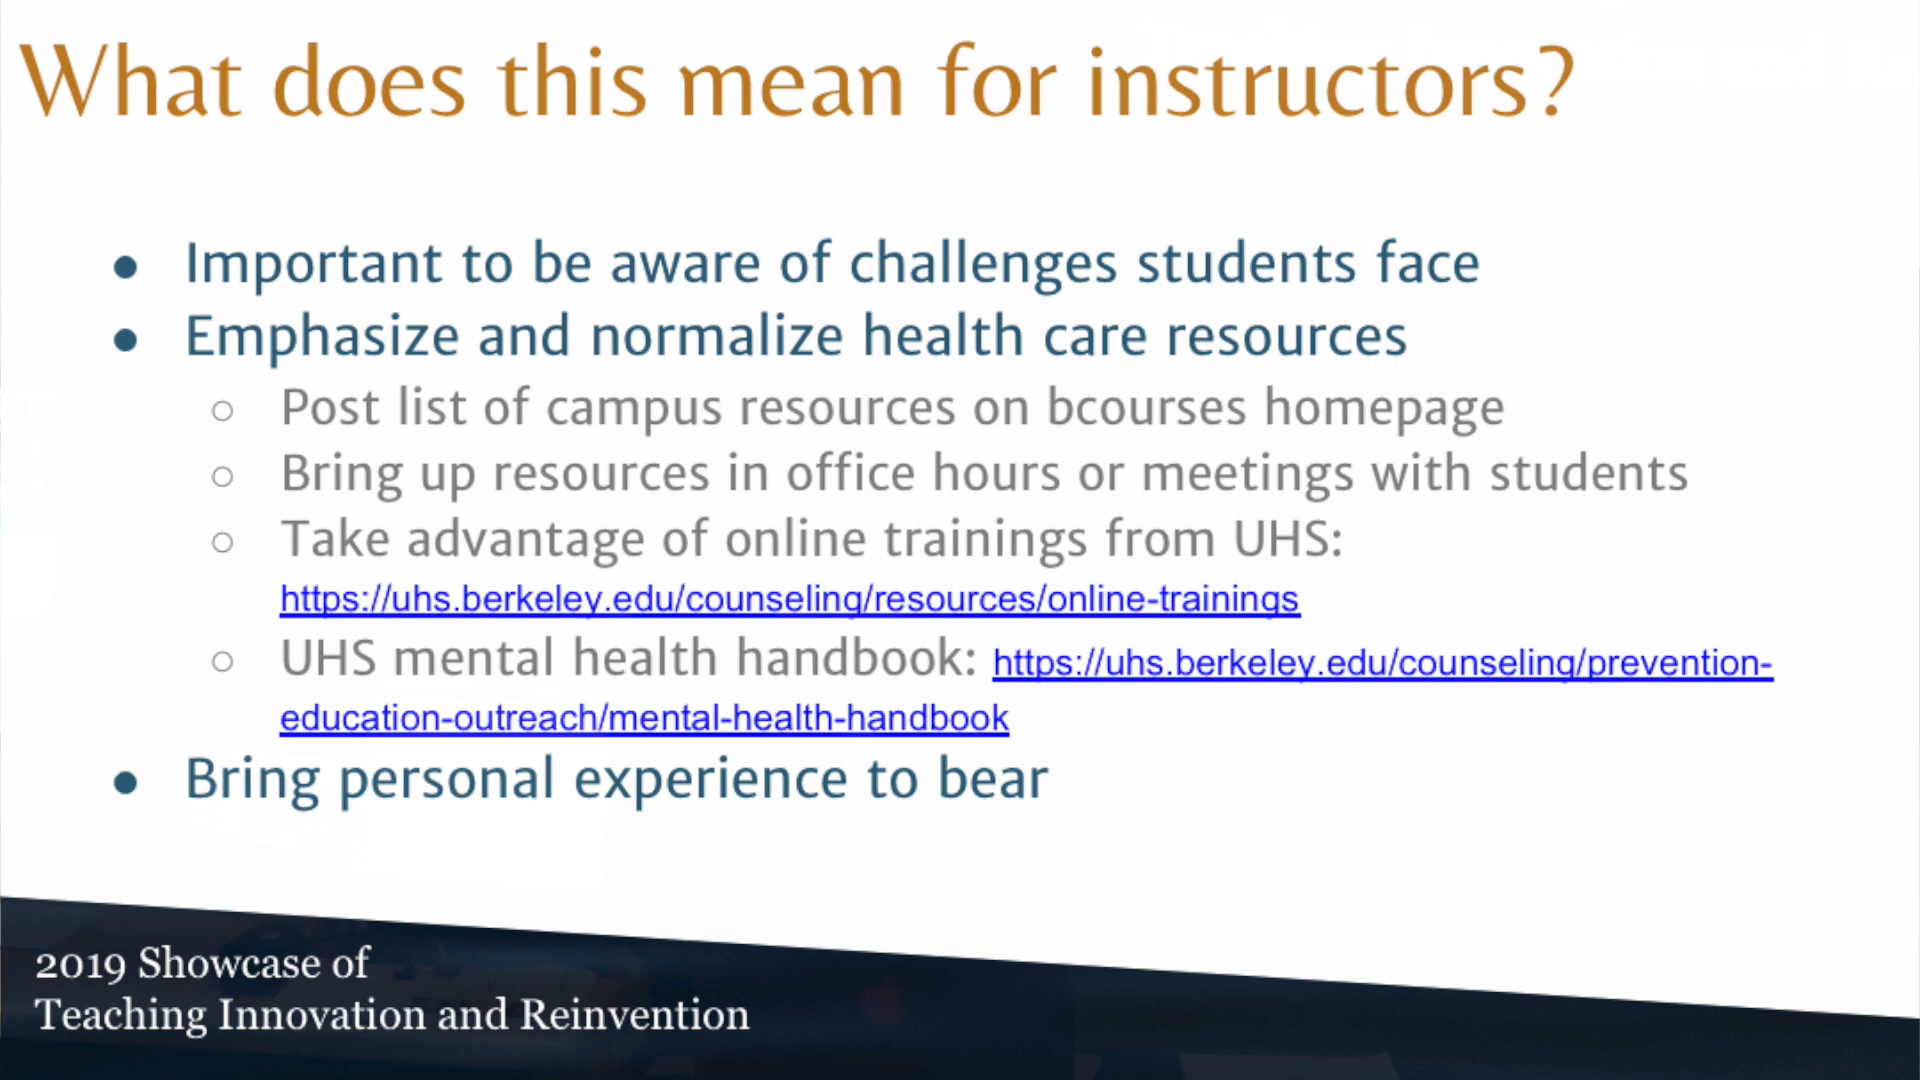 What does this mean for instructors?
● Important to be aware of challenges students face
● Emphasize and normalize health care resources
○ Post list of campus resources on bcourses homepage
○ Bring up resources in office hours or meetings with students
○ Take advantage of online trainings from UHS:
https://uhs.berkeley.edu/counseling/resources/online-trainings
○ UHS mental health handbook: https://uhs.berkeley.edu/counseling/prevention-
education-outreach/mental-health-handbook
● Bring personal experience to bear
2019 Showcase of
Teaching Innovation and Reinvention